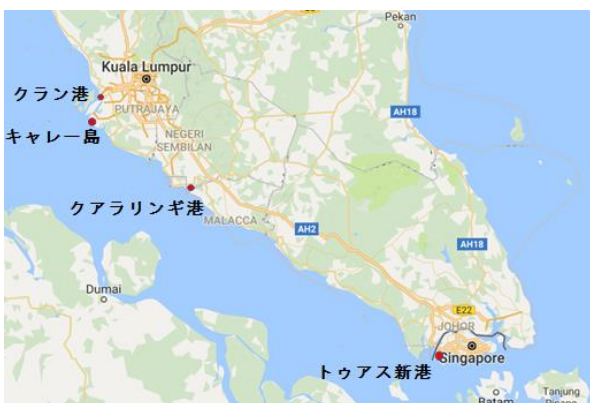 Pekan
Kuala Lumpur
クラン港
PUTRAJAYA
キャレー島
AH18
NEGERI
SEMBILAN
クアラリンギ港
MALACCA
AH2
AH18
Dumai
E22
JOHOR
Singapore
トゥアス新港
Batam
Tanjung